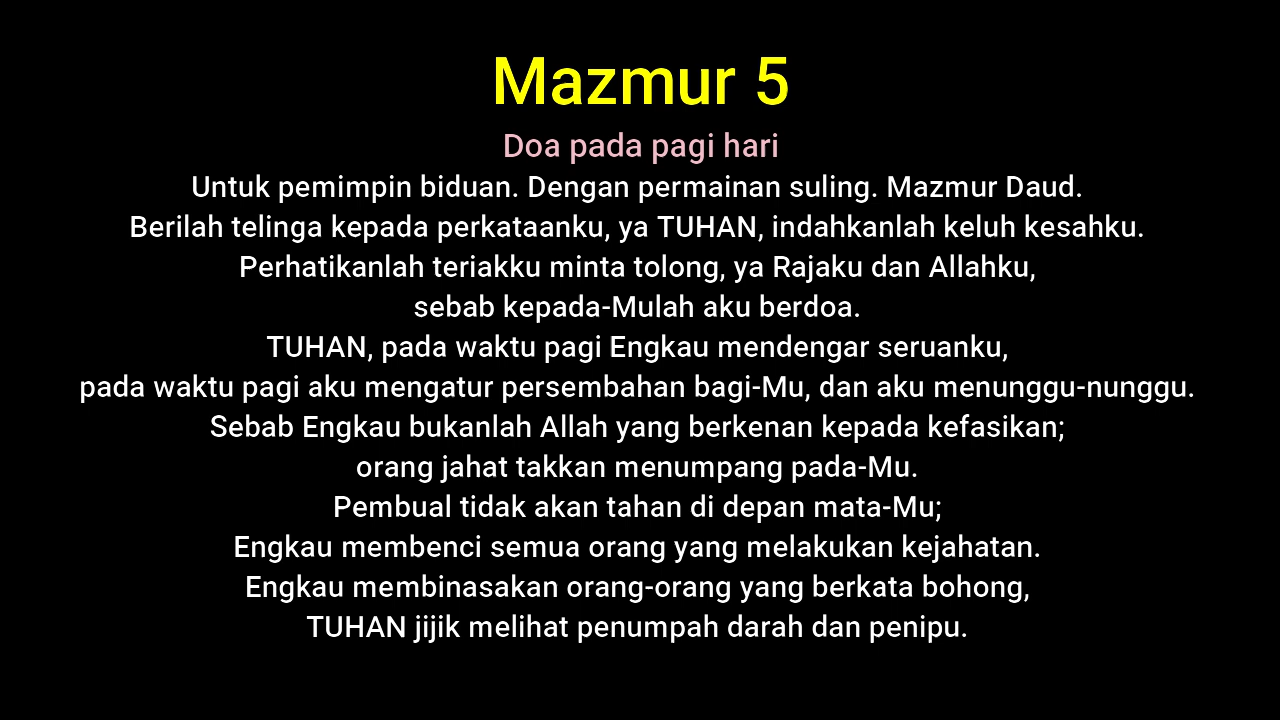 Mazmur 5
Doa pada pagi hari
Untuk pemimpin biduan. Dengan permainan suling. Mazmur Daud.
Berilah telinga kepada perkataanku, ya TUHAN, indahkanlah keluh kesahku.
Perhatikanlah teriakku minta tolong, ya Rajaku dan Allahku,
sebab kepada-Mulah aku berdoa.
TUHAN, pada waktu pagi Engkau mendengar seruanku,
pada waktu pagi aku mengatur persembahan bagi-Mu, dan aku menunggu-nunggu.
Sebab Engkau bukanlah Allah yang berkenan kepada kefasikan;
orang jahat takkan menumpang pada-Mu.
Pembual tidak akan tahan di depan mata-Mu;
Engkau membenci semua orang yang melakukan kejahatan.
Engkau membinasakan orang-orang yang berkata bohong,
TUHAN jijik melihat penumpah darah dan penipu.